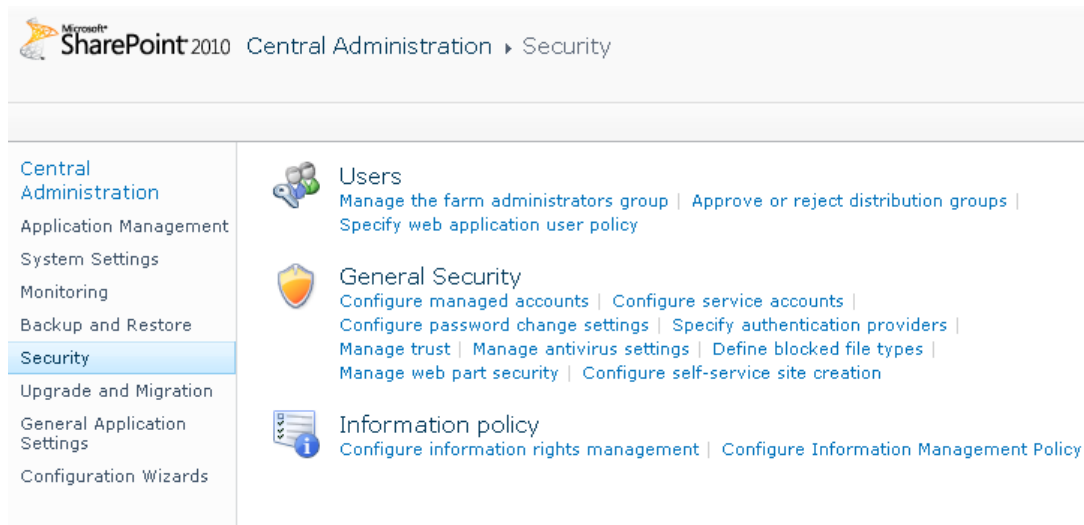 Microsoft®
SharePoint 2010 Central Administration ▸ Security
Central
Administration
Application Management
System Settings
Monitoring
Backup and Restore
Security
Upgrade and Migration
General Application
Settings
Configuration Wizards
Users
Manage the farm administrators group | Approve or reject distribution groups |
Specify web application user policy
General Security
Configure managed accounts | Configure service accounts |
Configure password change settings | Specify authentication providers |
Manage trust | Manage antivirus settings | Define blocked file types |
Manage web part security | Configure self-service site creation
Information policy
Configure information rights management | Configure Information Management Policy